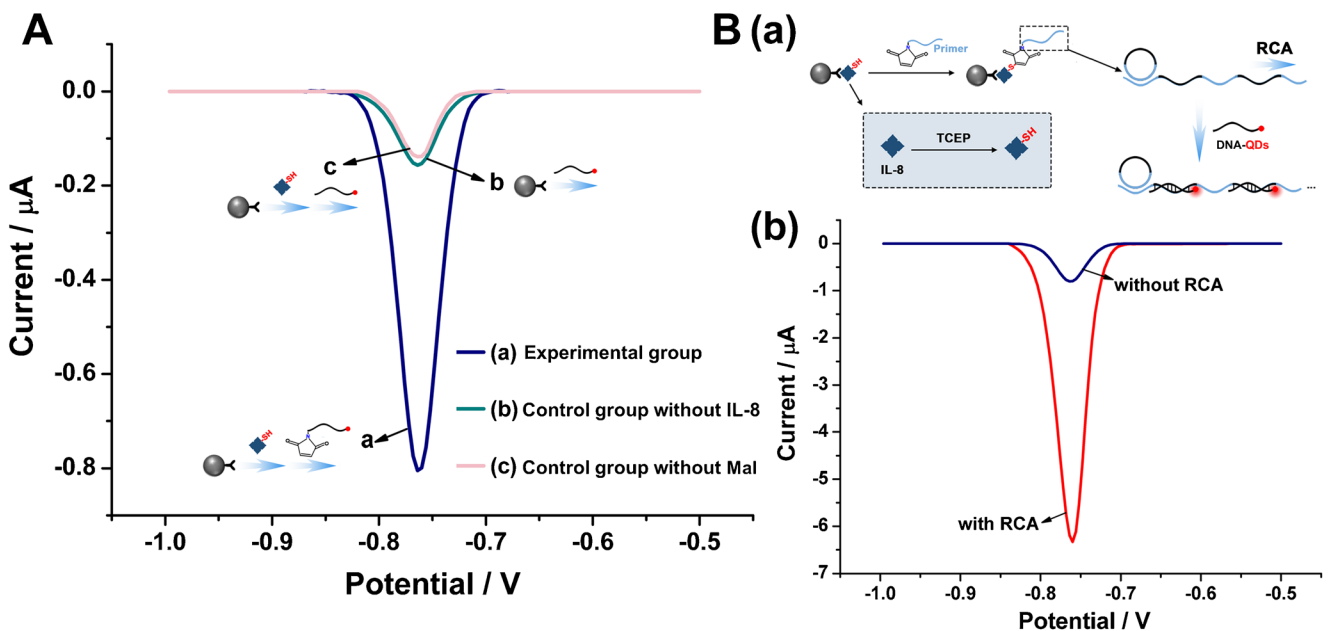 A
0.0
-0.2
-0.4
-0.6
-0.8
Current / μA
-1.0
-0.9
-0.8
-0.7
-0.6
-0.5
Potential / V
c
-SH
b
-SH
N
O
O
a
(a) Experimental group
(b) Control group without IL-8
(c) Control group without Mal
B (a)
-SH
N
Primer
O
O
N
O
O
-S
RCA
TCEP
-SH
IL-8
DNA-QDs
...
(b)
0
-1
-2
-3
-4
-5
-6
-7
Current / μA
without RCA
with RCA
-1.0
-0.9
-0.8
-0.7
-0.6
-0.5
Potential / V